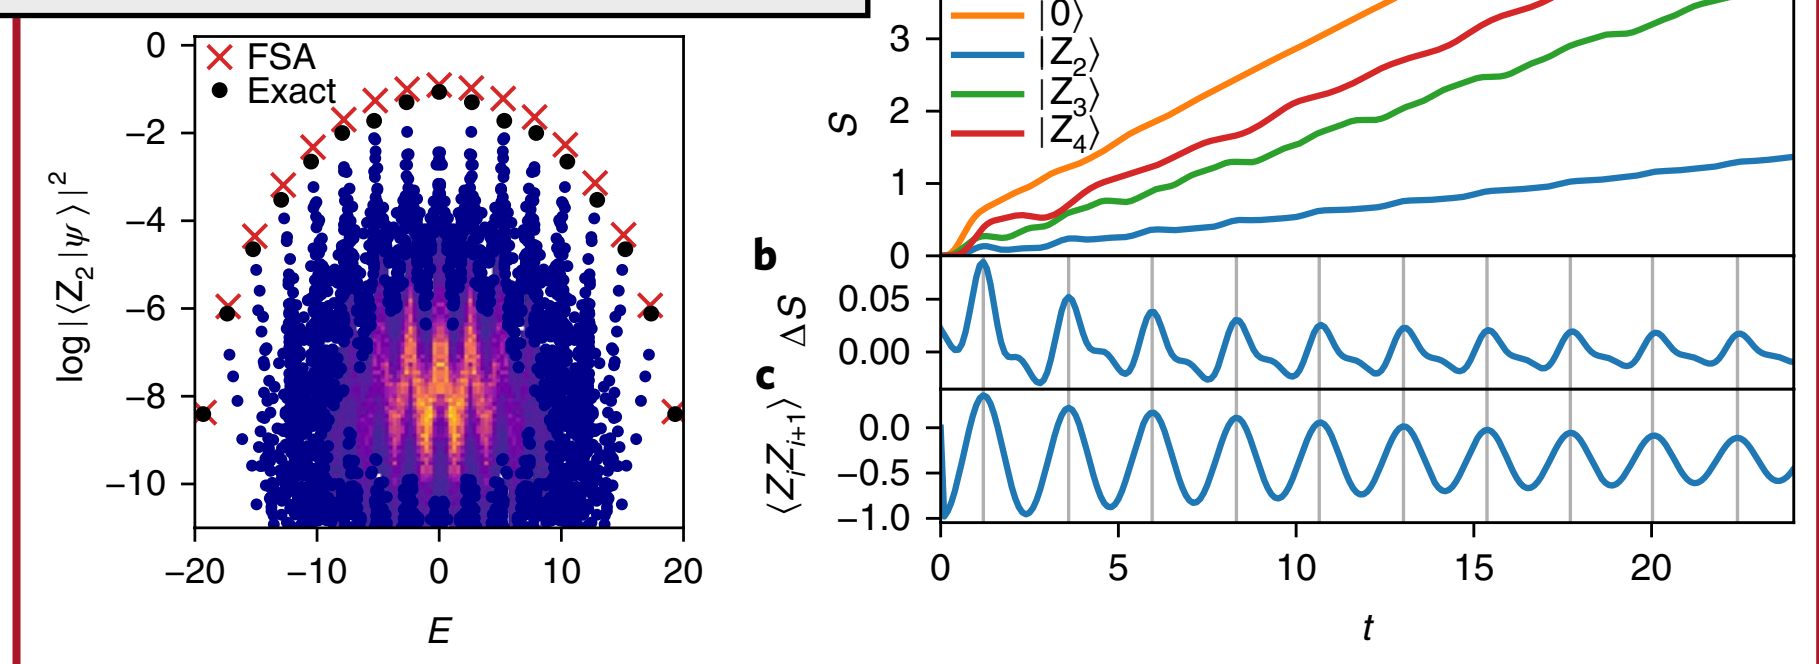 0
−2
−4
−6
−8
−10
log |⟨Z₂ | ψ ⟩|²
FSA
Exact
−20 −10 0 10 20
E
|0⟩
|Z₂⟩
|Z₃⟩
|Z₄⟩
3
2
1
0
S
b
0.05
0.00
Δ S
c
0.0
−0.5
−1.0
⟨ZᵢZᵢ₊₁⟩
0 5 10 15 20
t